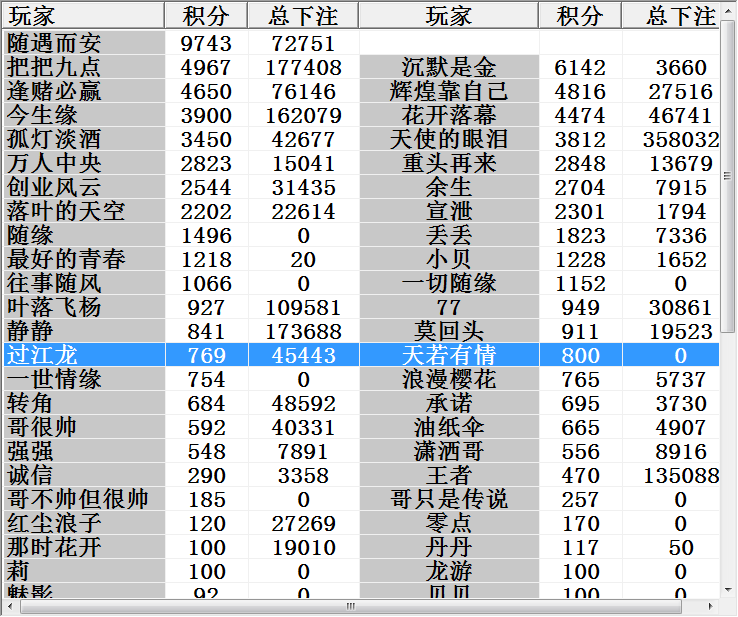 玩家 积分 总下注 玩家 积分 总下注
随遇而安 9743 72751
把把九点 4967 177408 沉默是金 6142 3660
逢赌必赢 4650 76146 辉煌靠自己 4816 27516
今生缘 3900 162079 花开落幕 4474 46741
孤灯淡酒 3450 42677 天使的眼泪 3812 358032
万人中央 2823 15041 重头再来 2848 13679
创业风云 2544 31435 余生 2704 7915
落叶的天空 2202 22614 宣泄 2301 1794
随缘 1496 0 丢丢 1823 7336
最好的青春 1218 20 小贝 1228 1652
往事随风 1066 0 一切随缘 1152 0
叶落飞杨 927 109581 77 949 30861
静静 841 173688 莫回头 911 19523
过江龙 769 45443 天若有情 800 0
一世情缘 754 0 浪漫樱花 765 5737
转角 684 48592 承诺 695 3730
哥很帅 592 40331 油纸伞 665 4907
强强 548 7891 潇洒哥 556 8916
诚信 290 3358 王者 470 135088
哥不帅但很帅 185 0 哥只是传说 257 0
红尘浪子 120 27269 零点 170 0
那时花开 100 19010 丹丹 117 50
莉 100 0 龙游 100 0
魅影 92 0 贝贝 100 0